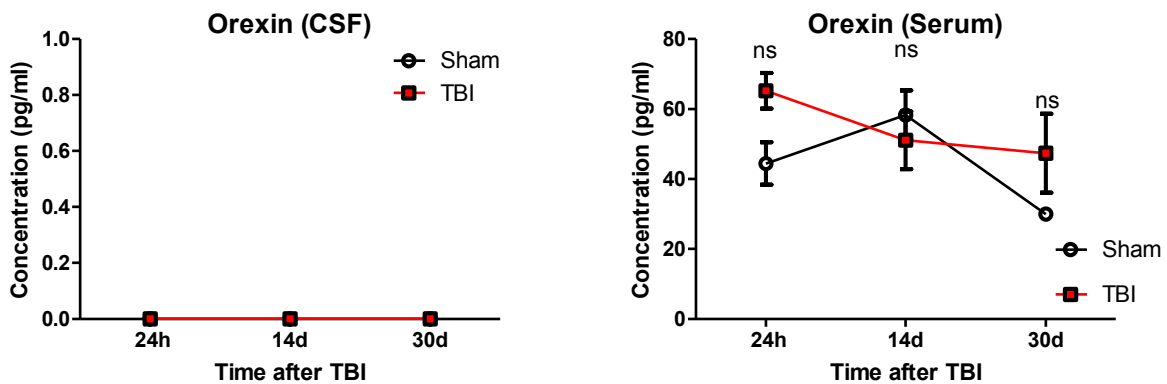 Orexin (CSF)
Concentration (pg/ml)
1.0
0.8
0.6
0.4
0.2
0.0
Sham
TBI
24h 14d 30d
Time after TBI
Orexin (Serum)
Concentration (pg/ml)
80
60
40
20
0
ns ns ns
Sham
TBI
24h 14d 30d
Time after TBI